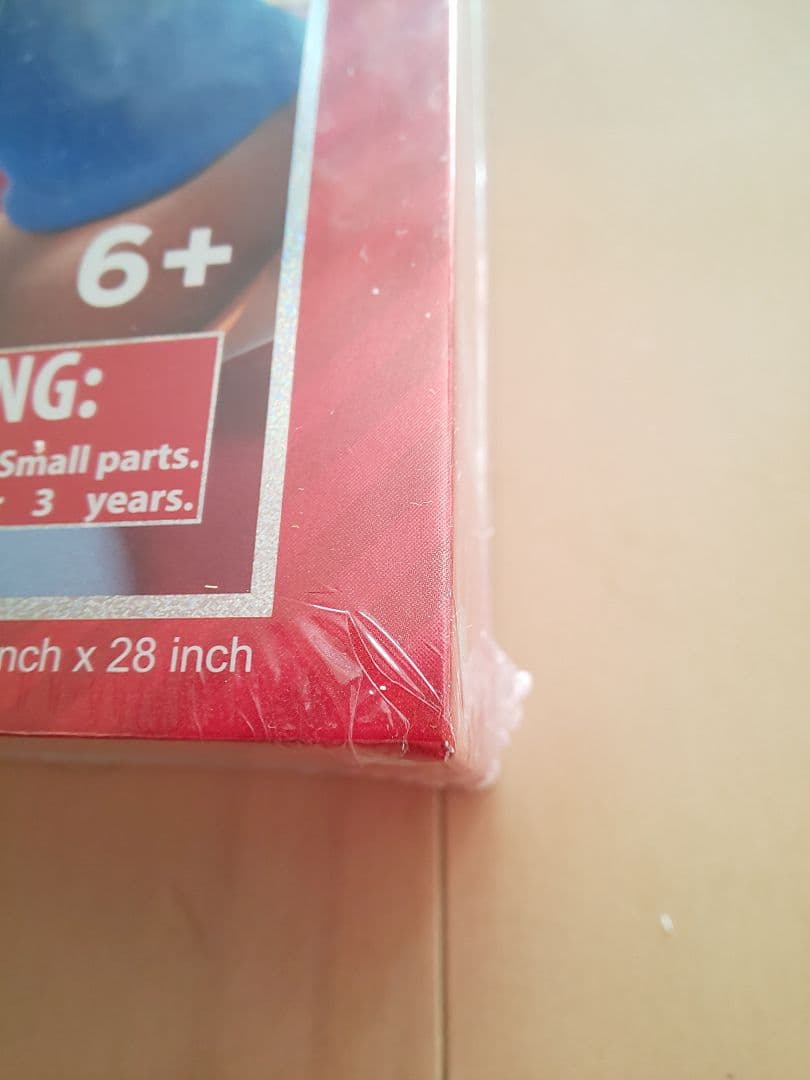 6+
NG:
Small parts.
3 years.
nch x 28 inch